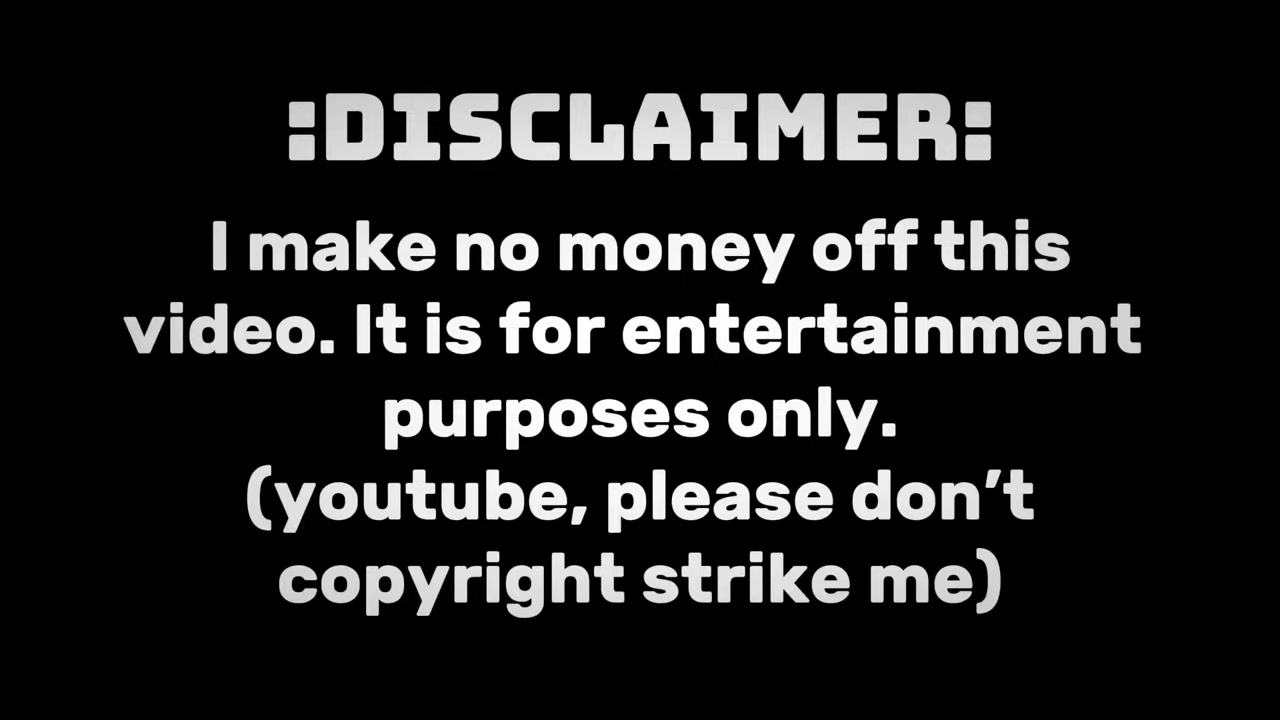 :DISCLAIMER:
I make no money off this
video. It is for entertainment
purposes only.
(youtube, please don’t
copyright strike me)